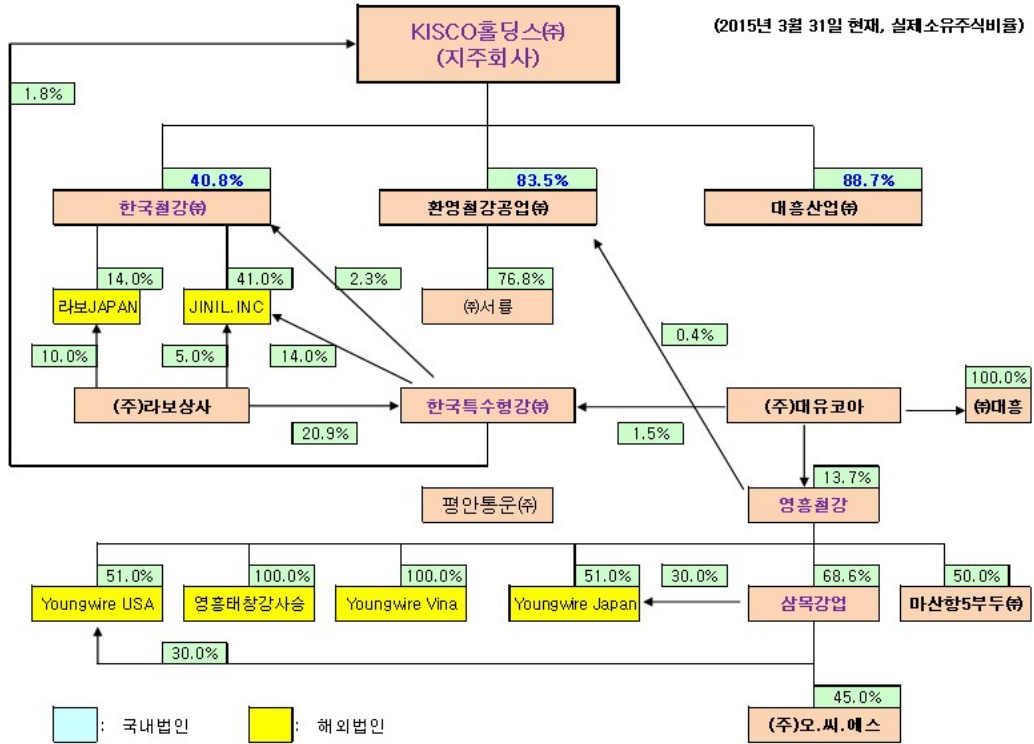 KISCO홀딩스㈜
(지주회사)
(2015년 3월 31일 현재, 실제소유주식비율)
1.8%
40.8%
83.5%
88.7%
한국철강㈜
환영철강공업㈜
대흥산업㈜
14.0%
41.0%
2.3%
76.8%
라보JAPAN
JINIL.INC
㈜서륭
0.4%
10.0%
5.0%
14.0%
100.0%
(주)라보상사
한국특수형강㈜
(주)대유코아
㈜대흥
20.9%
1.5%
13.7%
평안통운㈜
영흥철강
51.0%
100.0%
100.0%
51.0%
30.0%
68.6%
50.0%
Youngwire USA
영흥태창강사승
Youngwire Vina
Youngwire Japan
삼목강업
마산항5부두㈜
30.0%
45.0%
: 국내법인
: 해외법인
(주)오.씨.에스